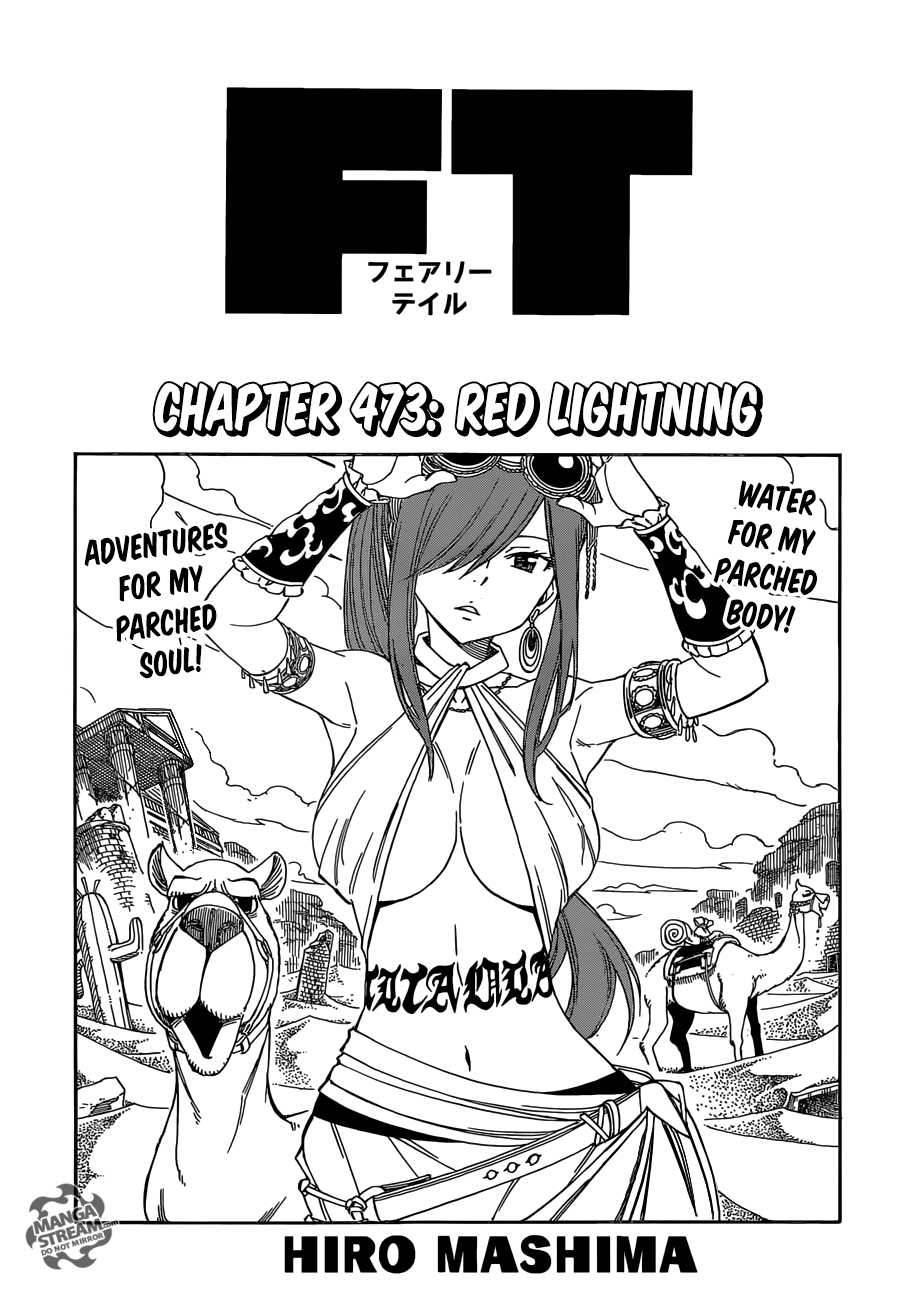 FT
フェアリー
テイル
CHAPTER 473: RED LIGHTNING
ADVENTURES
FOR MY
PARCHED
SOUL!
WATER
FOR MY
PARCHED
BODY!
MANGA
STREAM.com
DO NOT MIRROR
HIRO MASHIMA